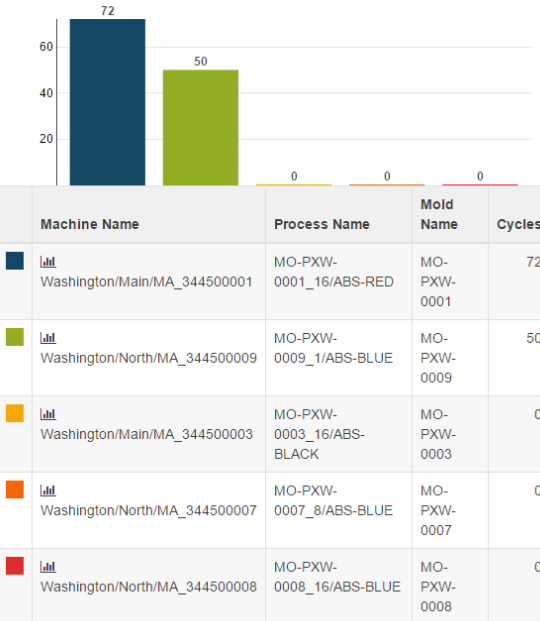 72
60
50
40
20
0 0 0
Machine Name Process Name Mold Name Cycles
Washington/Main/MA_344500001 MO-PXW-0001_16/ABS-RED MO-PXW-0001 72
Washington/North/MA_344500009 MO-PXW-0009_1/ABS-BLUE MO-PXW-0009 50
Washington/Main/MA_344500003 MO-PXW-0003_16/ABS-BLACK MO-PXW-0003 0
Washington/North/MA_344500007 MO-PXW-0007_8/ABS-BLUE MO-PXW-0007 0
Washington/North/MA_344500008 MO-PXW-0008_16/ABS-BLUE MO-PXW-0008 0